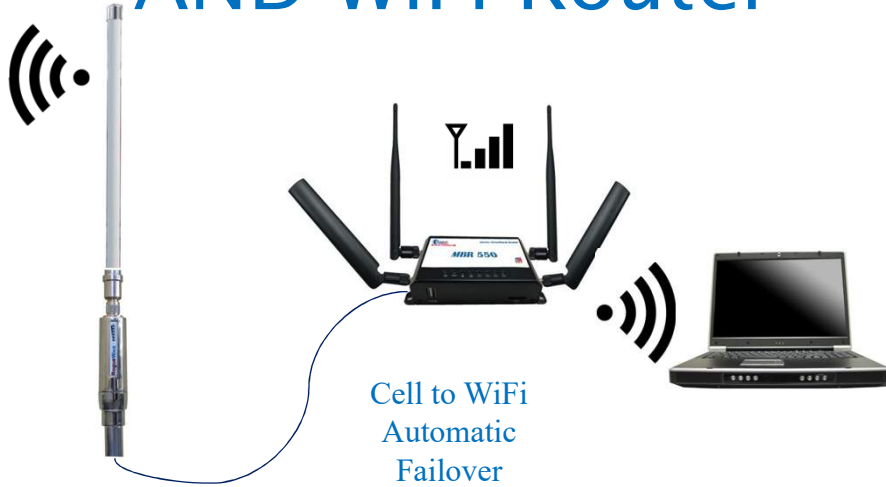 AND WiFi Router
MBR 550
Cell to WiFi
Automatic
Failover